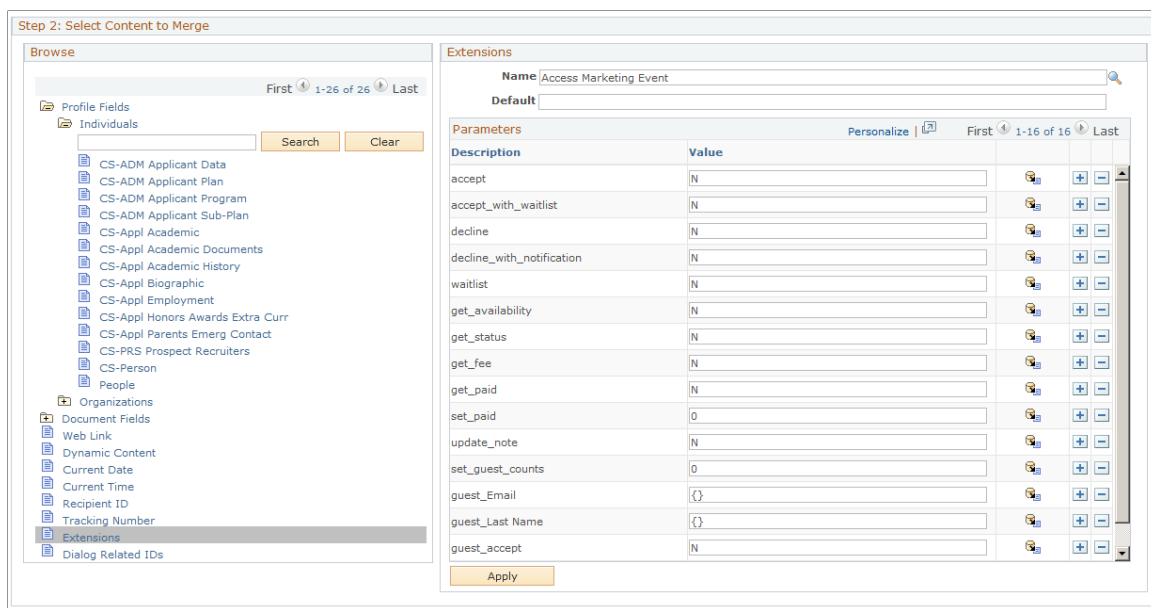 Step 2: Select Content to Merge
Browse
First 1-26 of 26 Last
Profile Fields
Individuals
Search Clear
CS-ADM Applicant Data
CS-ADM Applicant Plan
CS-ADM Applicant Program
CS-ADM Applicant Sub-Plan
CS-Appl Academic
CS-Appl Academic Documents
CS-Appl Academic History
CS-Appl Biographic
CS-Appl Employment
CS-Appl Honors Awards Extra Curr
CS-Appl Parents Emerg Contact
CS-PRS Prospect Recruiters
CS-Person
People
Organizations
Document Fields
Web Link
Dynamic Content
Current Date
Current Time
Recipient ID
Tracking Number
Extensions
Dialog Related IDs
Extensions
Name Access Marketing Event
Default
Parameters Personalize | First 1-16 of 16 Last
Description Value
accept N
accept_with_waitlist N
decline N
decline_with_notification N
waitlist N
get_availability N
get_status N
get_fee N
get_paid N
set_paid 0
update_note N
set_guest_counts 0
guest_Email {}
guest_Last Name {}
guest_accept N
Apply